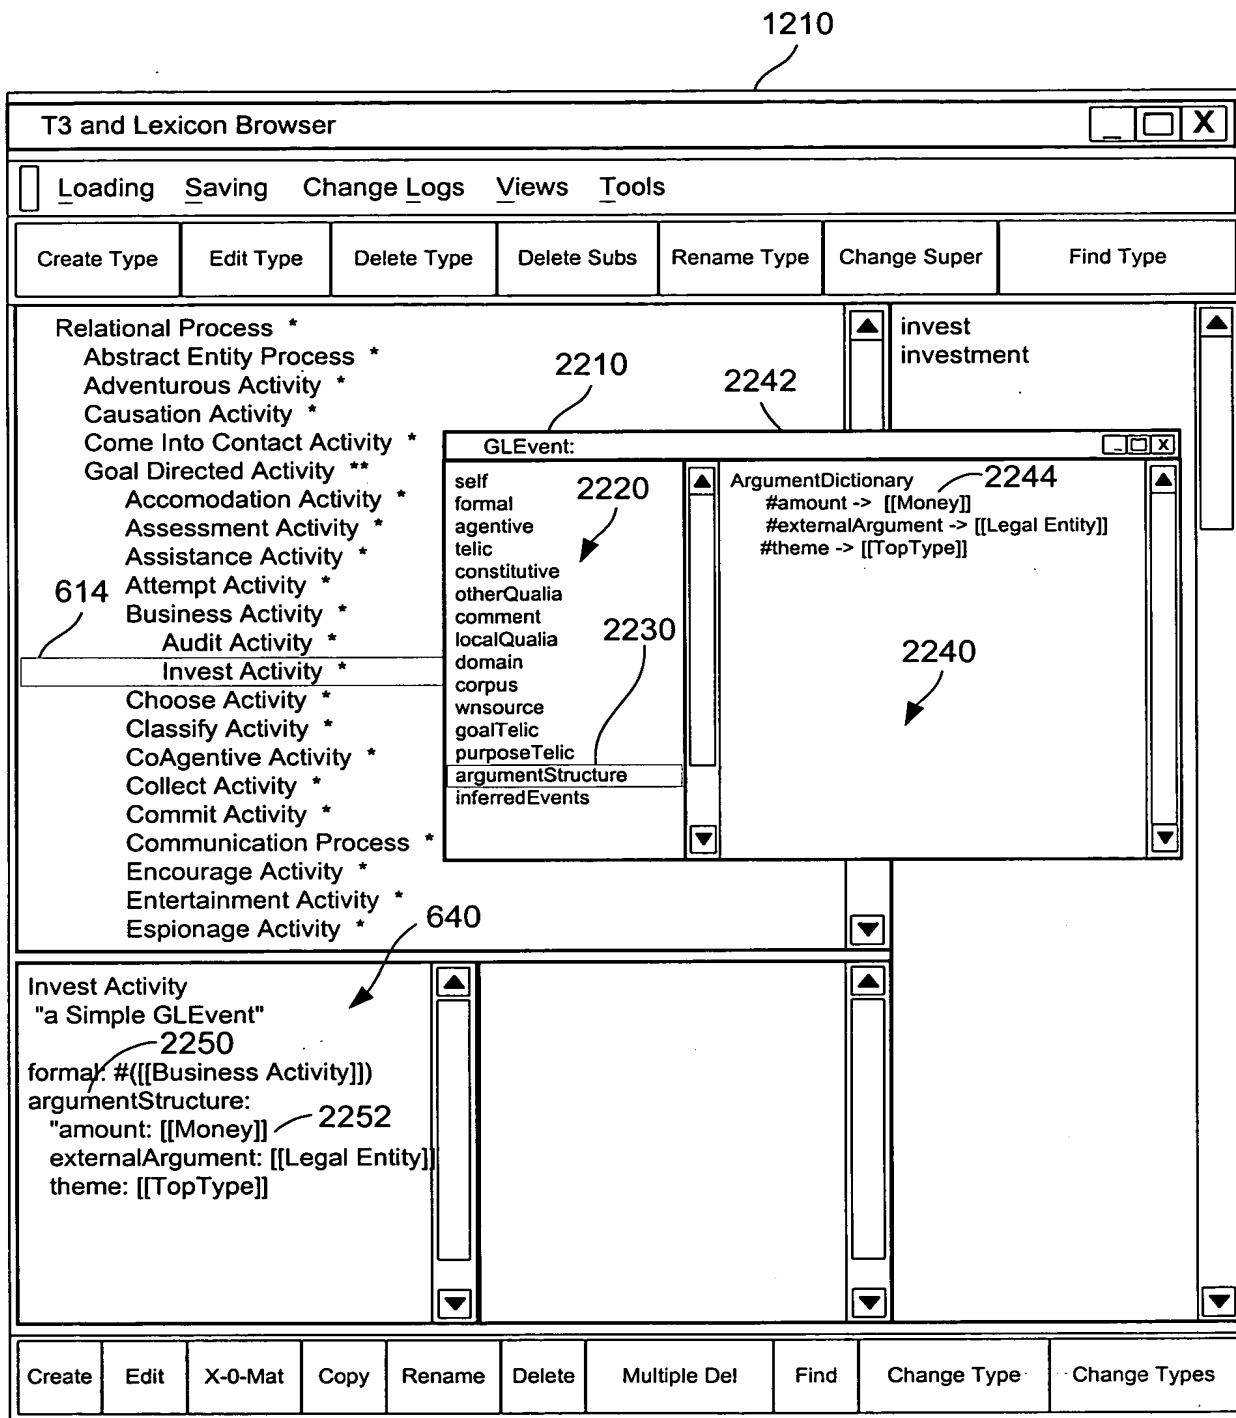 1210
T3 and Lexicon Browser
_ X
Loading Saving Change Logs Views Tools
Create Type Edit Type Delete Type Delete Subs Rename Type Change Super Find Type
Relational Process *
Abstract Entity Process *
Adventurous Activity *
Causation Activity *
Come Into Contact Activity *
Goal Directed Activity **
Accomodation Activity *
Assessment Activity *
Assistance Activity *
614 Attempt Activity *
Business Activity *
Audit Activity *
Invest Activity *
Choose Activity *
Classify Activity *
CoAgentive Activity *
Collect Activity *
Commit Activity *
Communication Process *
Encourage Activity *
Entertainment Activity *
Espionage Activity *
invest
investment
2210
2242
GLEvent:
_ X
self
formal
agentive
telic
constitutive
otherQualia
comment
localQualia
domain
corpus
wnsource
goalTelic
purposeTelic
argumentStructure
inferredEvents
2220
2230
ArgumentDictionary
2244
#amount -> [[Money]]
#externalArgument -> [[Legal Entity]]
#theme -> [[TopType]]
2240
640
Invest Activity
"a Simple GLEvent"
2250
formal: #([[Business Activity]])
argumentStructure:
"amount: [[Money]] 2252
externalArgument: [[Legal Entity]]
theme: [[TopType]]
Create Edit X-0-Mat Copy Rename Delete Multiple Del Find Change Type Change Types